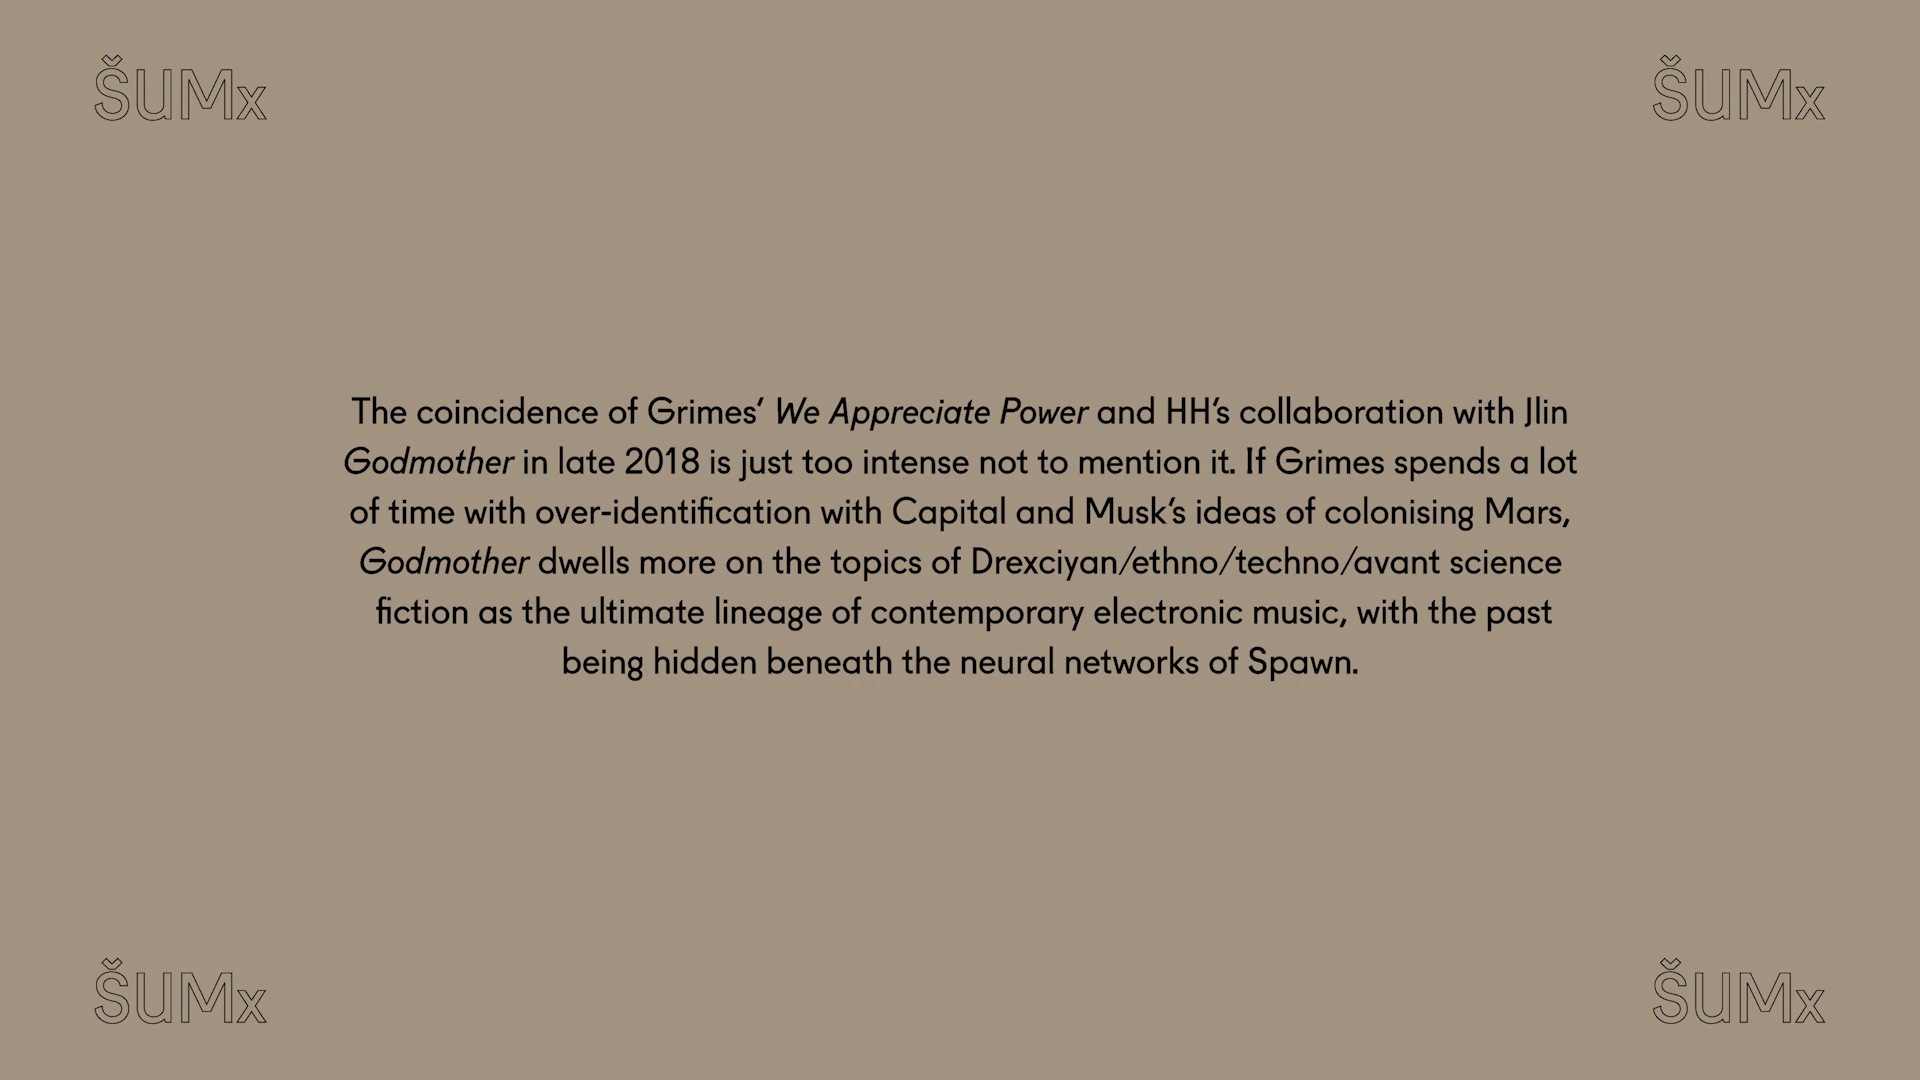 ŠUMx
ŠUMx
The coincidence of Grimes’ We Appreciate Power and HH’s collaboration with Jlin
Godmother in late 2018 is just too intense not to mention it. If Grimes spends a lot
of time with over-identification with Capital and Musk’s ideas of colonising Mars,
Godmother dwells more on the topics of Drexciyan/ethno/techno/avant science
fiction as the ultimate lineage of contemporary electronic music, with the past
being hidden beneath the neural networks of Spawn.
ŠUMx
ŠUMx